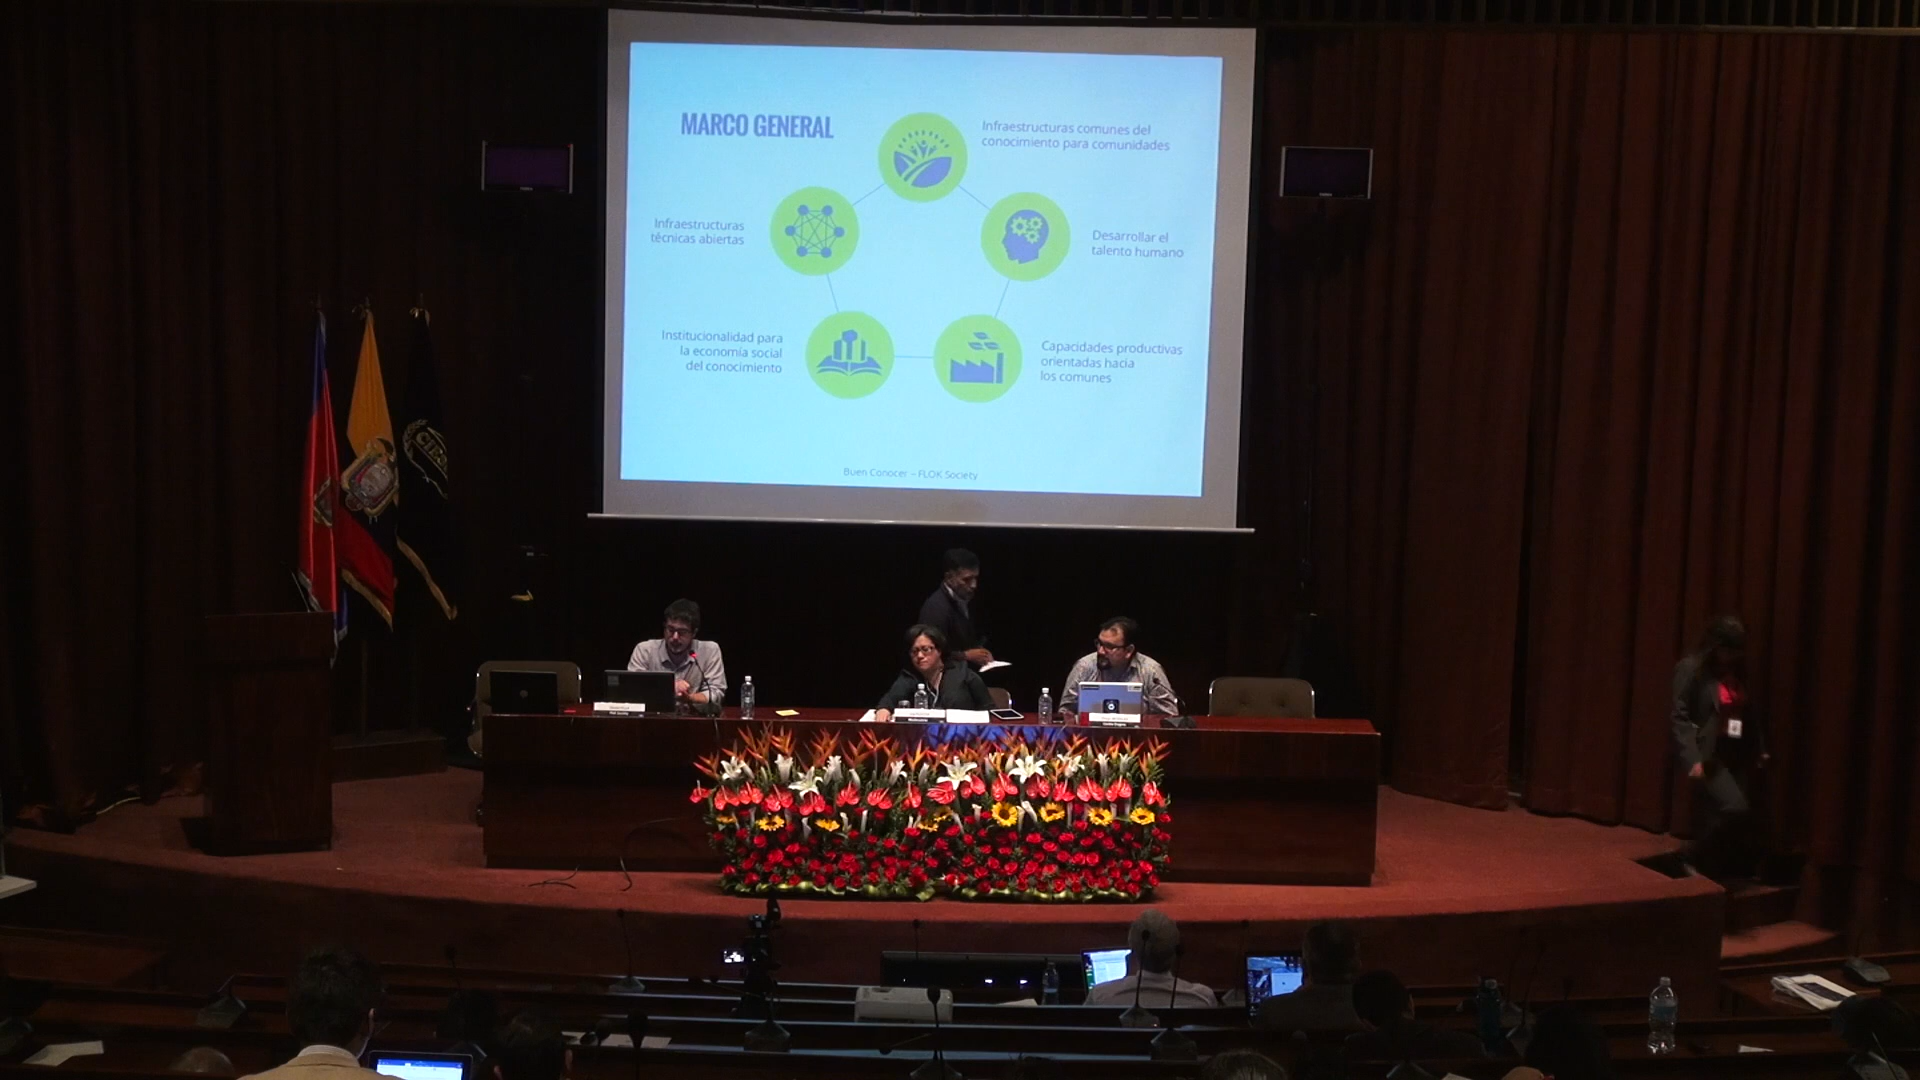 MARCO GENERAL
Infraestructuras comunes del
conocimiento para comunidades
Infraestructuras
técnicas abiertas
Desarrollar el
talento humano
Institucionalidad para
la economía social
del conocimiento
Capacidades productivas
orientadas hacia
los comunes
Buen Conocer – FLOK Society